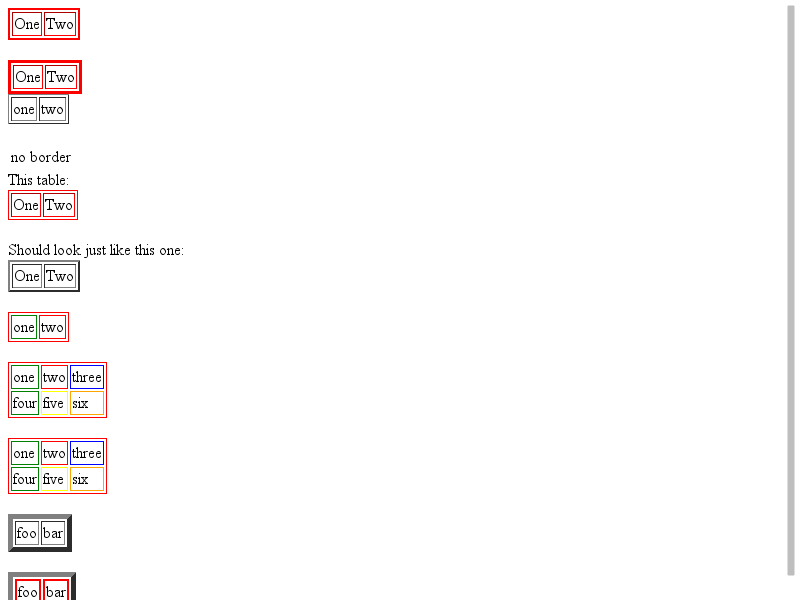 One Two
One Two
one two
no border
This table:
One Two
Should look just like this one:
One Two
one two
one two three
four five six
one two three
four five six
foo bar
foo bar